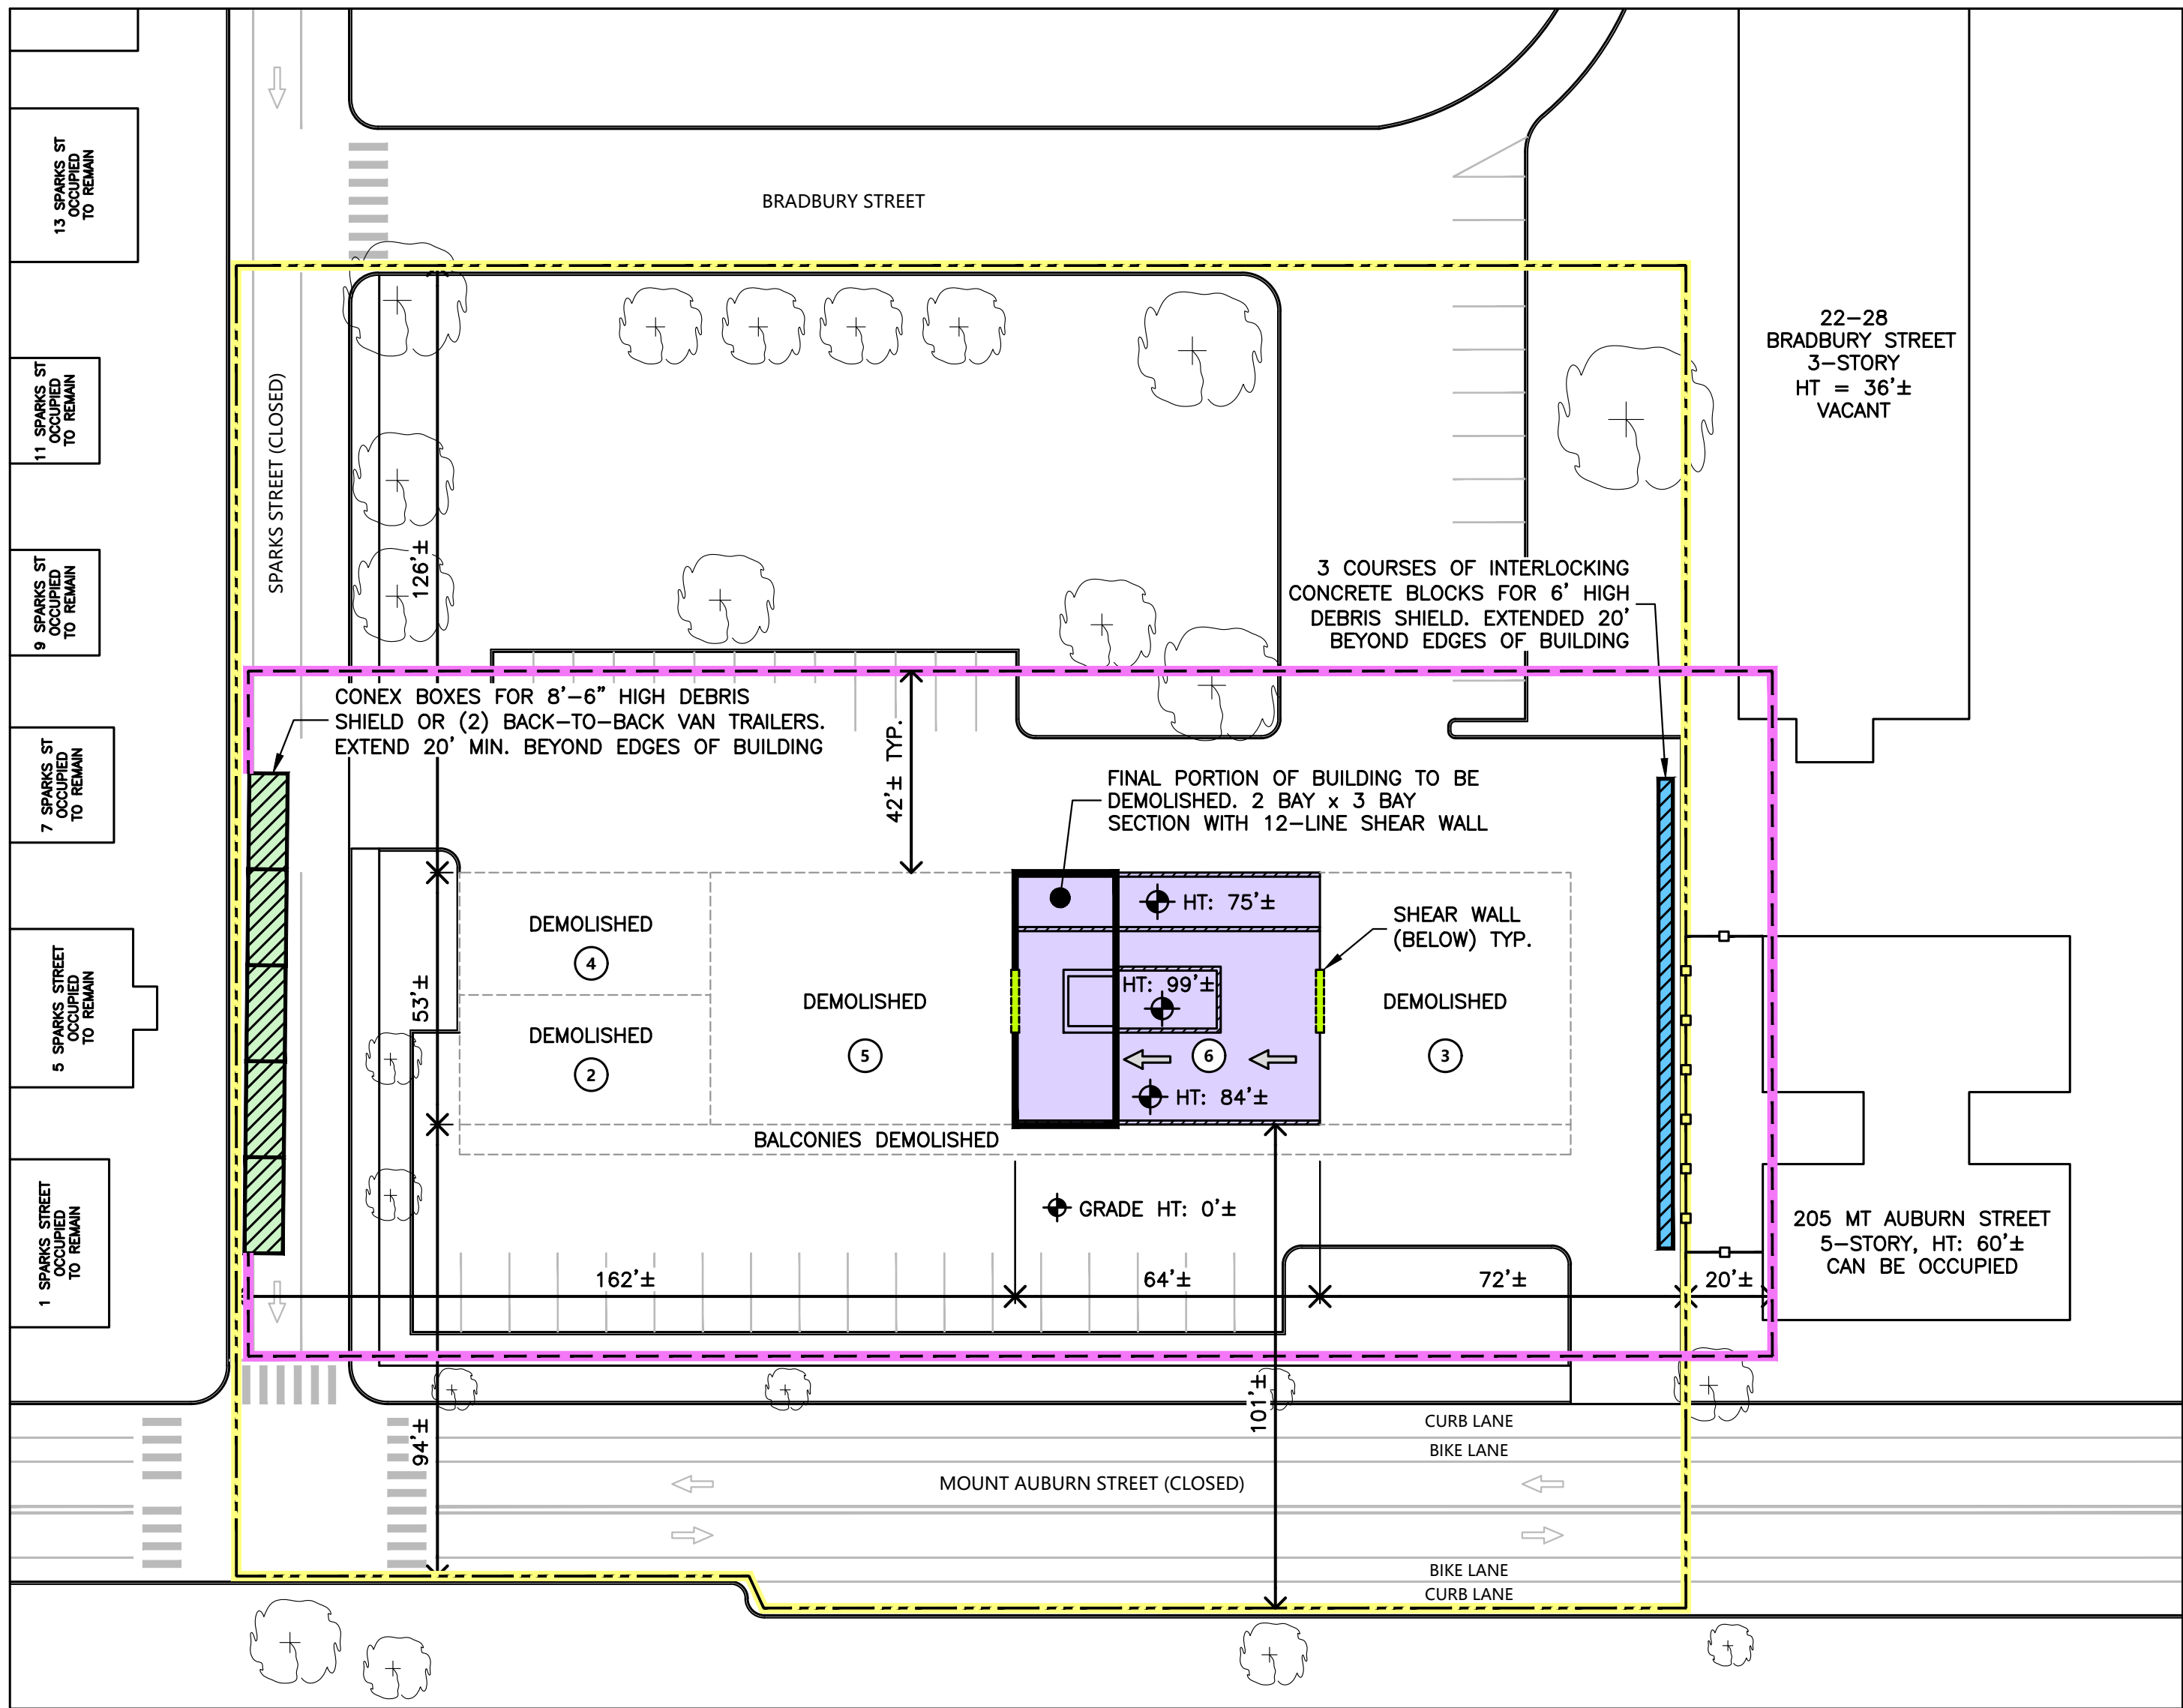 13 SPARKS ST
OCCUPIED
TO REMAIN
BRADBURY STREET
22-28
BRADBURY STREET
3-STORY
HT = 36'±
VACANT
11 SPARKS ST
OCCUPIED
TO REMAIN
SPARKS STREET (CLOSED)
126'±
9 SPARKS ST
OCCUPIED
TO REMAIN
3 COURSES OF INTERLOCKING
CONCRETE BLOCKS FOR 6' HIGH
DEBRIS SHIELD. EXTENDED 20'
BEYOND EDGES OF BUILDING
CONEX BOXES FOR 8'-6" HIGH DEBRIS
SHIELD OR (2) BACK-TO-BACK VAN TRAILERS.
EXTEND 20' MIN. BEYOND EDGES OF BUILDING
42'± TYP.
7 SPARKS ST
OCCUPIED
TO REMAIN
FINAL PORTION OF BUILDING TO BE
DEMOLISHED. 2 BAY x 3 BAY
SECTION WITH 12-LINE SHEAR WALL
HT: 75'±
SHEAR WALL
(BELOW) TYP.
DEMOLISHED
4
53'±
DEMOLISHED
5
HT: 99'±
DEMOLISHED
3
DEMOLISHED
2
6
HT: 84'±
5 SPARKS STREET
OCCUPIED
TO REMAIN
BALCONIES DEMOLISHED
GRADE HT: 0'±
1 SPARKS STREET
OCCUPIED
TO REMAIN
205 MT AUBURN STREET
5-STORY, HT: 60'±
CAN BE OCCUPIED
162'±
64'±
72'±
20'±
101'±
94'±
CURB LANE
BIKE LANE
MOUNT AUBURN STREET (CLOSED)
BIKE LANE
CURB LANE